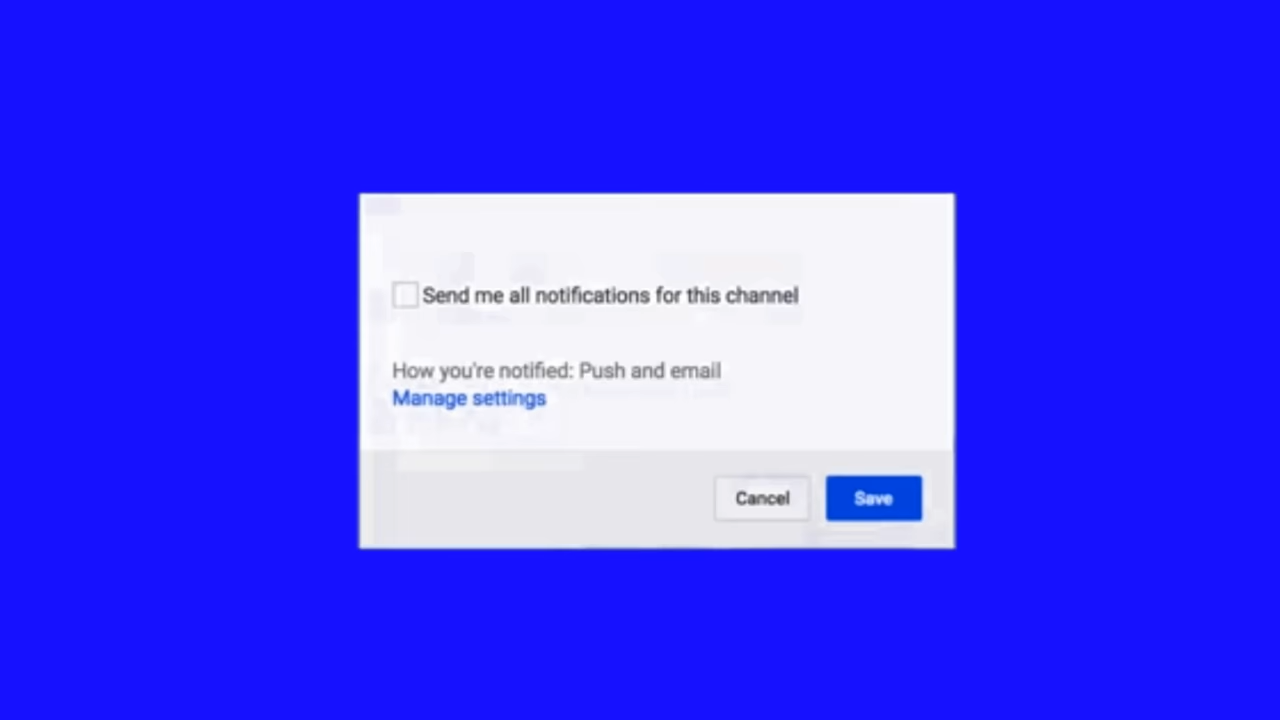 Send me all notifications for this channel
How you're notified: Push and email
Manage settings
Cancel Save